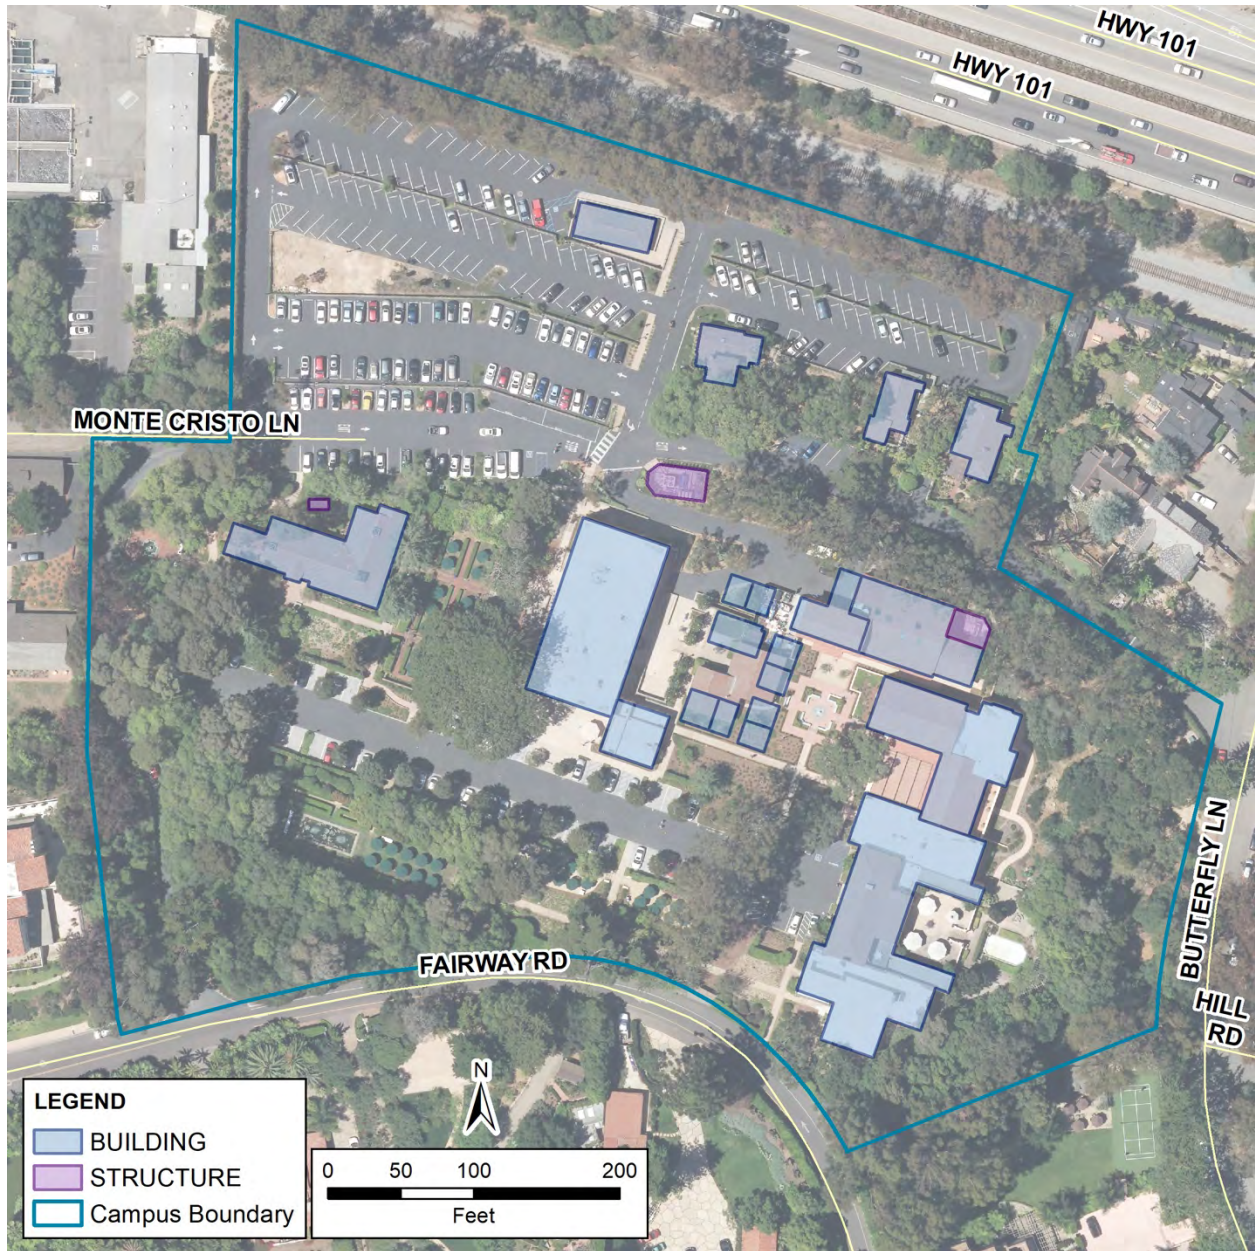 HWY 101
HWY 101
MONTE CRISTO LN
FAIRWAY RD
BUTTERFLY LN
HILL
RD
N
LEGEND
BUILDING
STRUCTURE
Campus Boundary
0 50 100 200
Feet